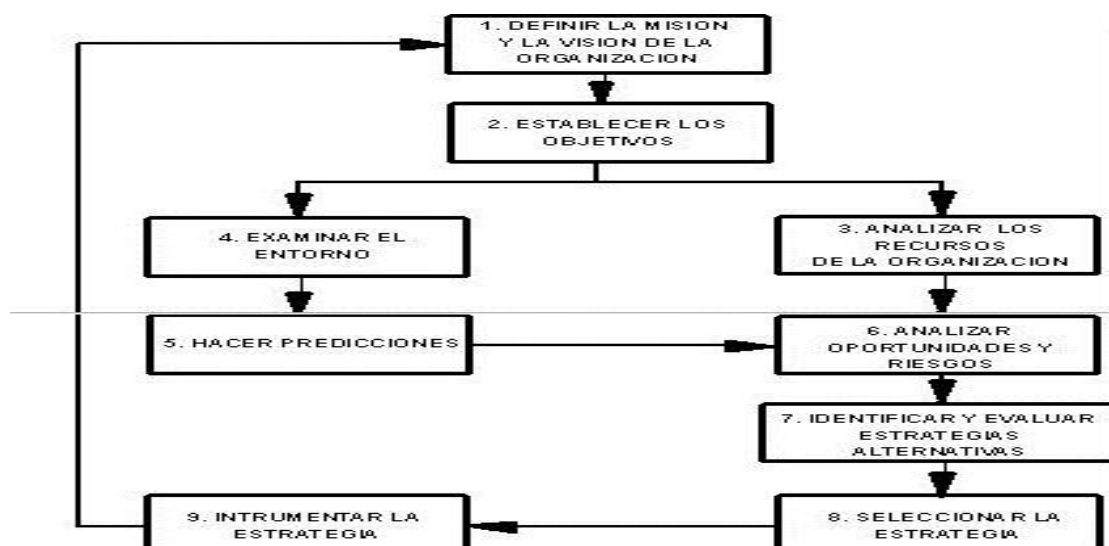 1. DEFINIR LA MISION
Y LA VISION DE LA
ORGANIZACION
2. ESTABLECER LOS
OBJETIVOS
4. EXAMINAR EL
ENTORNO
3. ANALIZAR LOS
RECURSOS
DE LA ORGANIZACION
5. HACER PREDICCIONES
6. ANALIZAR
OPORTUNIDADES Y
RIESGOS
7. IDENTIFICAR Y EVALUAR
ESTRATEGIAS
ALTERNATIVAS
9. INTRUMENTAR LA
ESTRATEGIA
8. SELECCIONAR LA
ESTRATEGIA